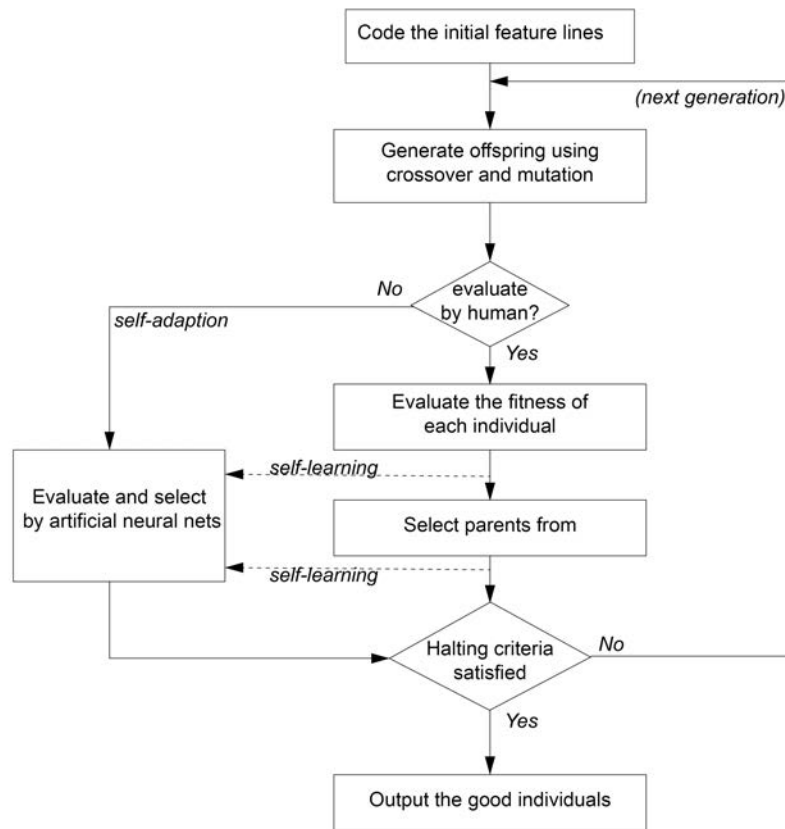 Code the initial feature lines
(next generation)
Generate offspring using
crossover and mutation
No
evaluate
by human?
self-adaption
Yes
Evaluate the fitness of
each individual
self-learning
Evaluate and select
by artificial neural nets
Select parents from
self-learning
Halting criteria
satisfied
No
Yes
Output the good individuals